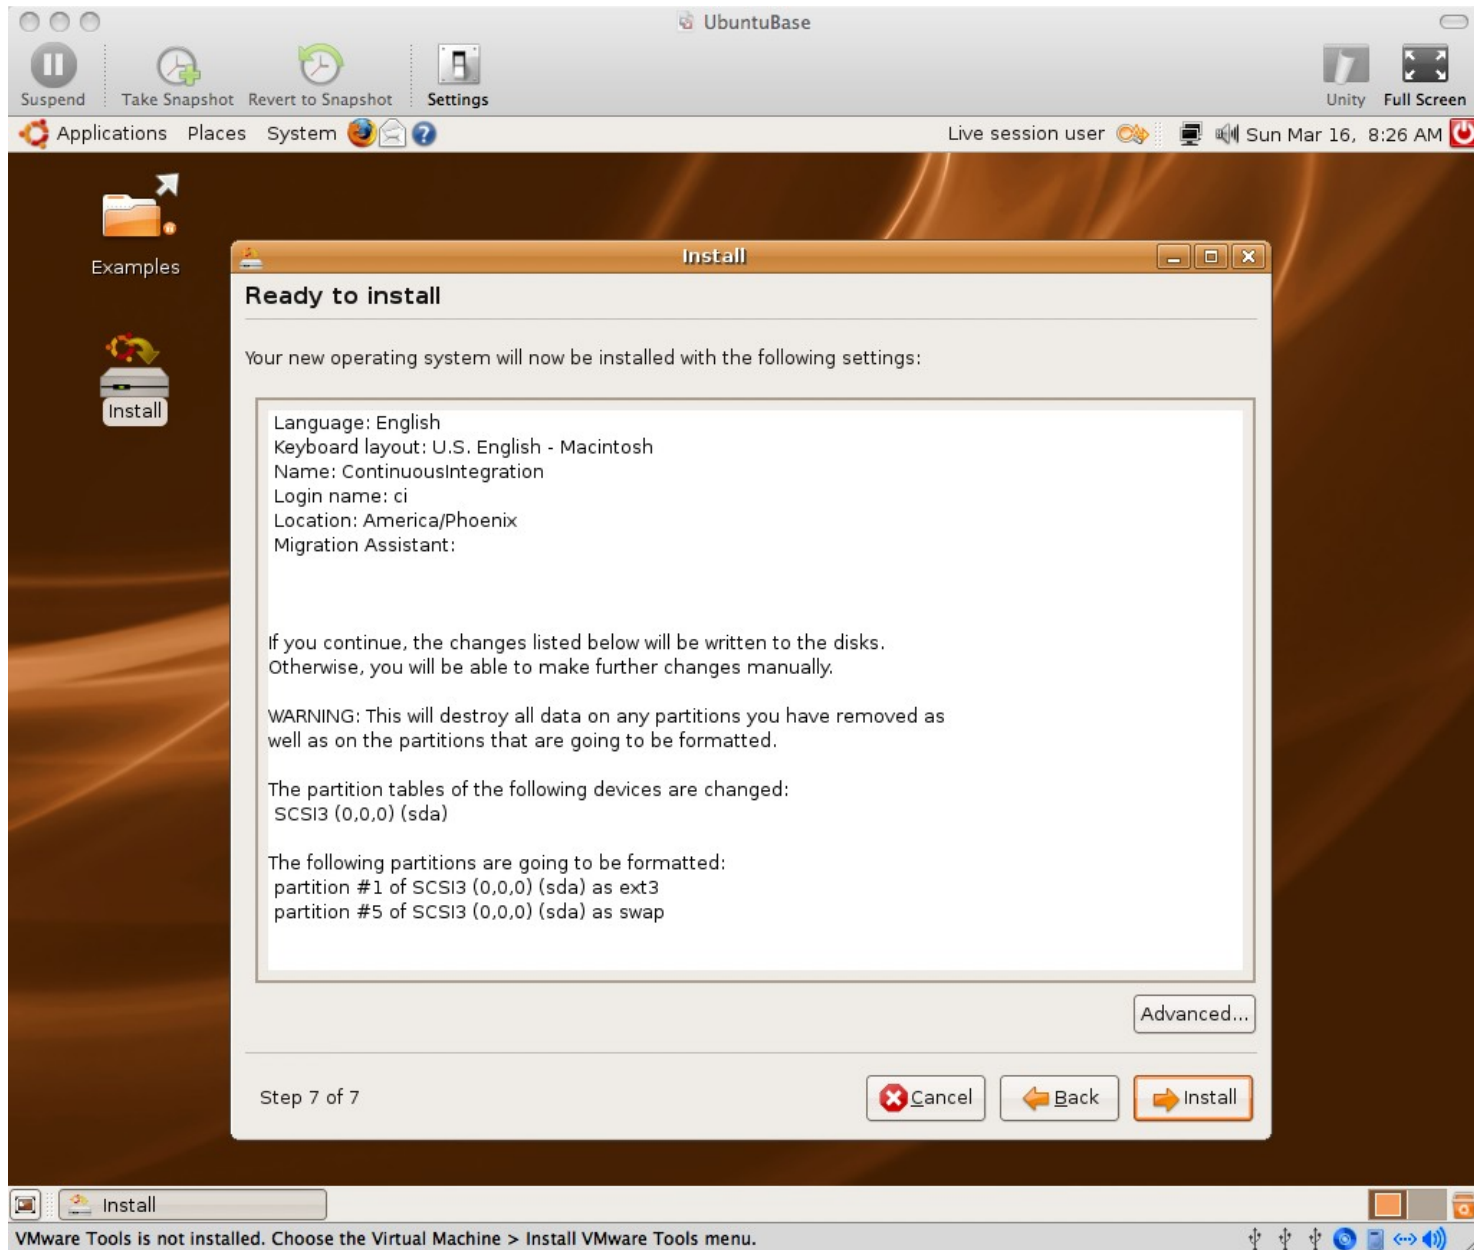 UbuntuBase
Suspend Take Snapshot Revert to Snapshot Settings Unity Full Screen
Applications Places System Live session user Sun Mar 16, 8:26 AM
Examples
Install
Install
Ready to install
Your new operating system will now be installed with the following settings:
Language: English
Keyboard layout: U.S. English - Macintosh
Name: ContinuousIntegration
Login name: ci
Location: America/Phoenix
Migration Assistant:
If you continue, the changes listed below will be written to the disks.
Otherwise, you will be able to make further changes manually.
WARNING: This will destroy all data on any partitions you have removed as
well as on the partitions that are going to be formatted.
The partition tables of the following devices are changed:
SCSI3 (0,0,0) (sda)
The following partitions are going to be formatted:
partition #1 of SCSI3 (0,0,0) (sda) as ext3
partition #5 of SCSI3 (0,0,0) (sda) as swap
Advanced...
Step 7 of 7 Cancel Back Install
Install
VMware Tools is not installed. Choose the Virtual Machine > Install VMware Tools menu.